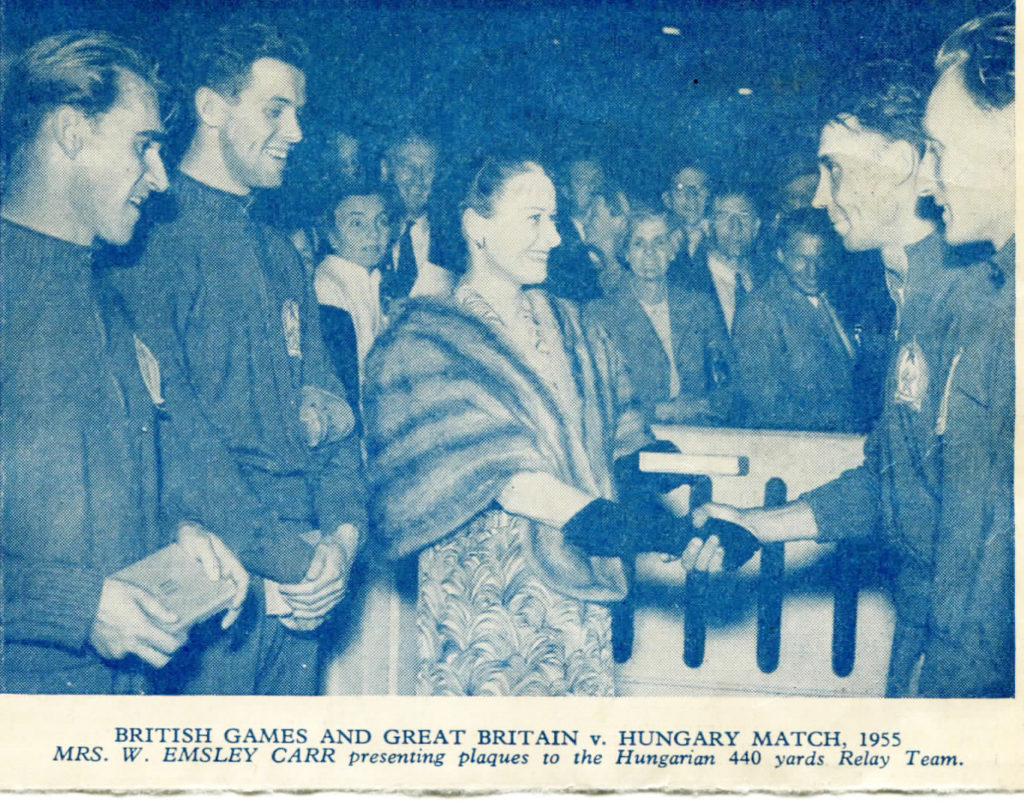 BRITISH GAMES AND GREAT BRITAIN v. HUNGARY MATCH, 1955
MRS. W. EMSLEY CARR presenting plaques to the Hungarian 440 yards Relay Team.